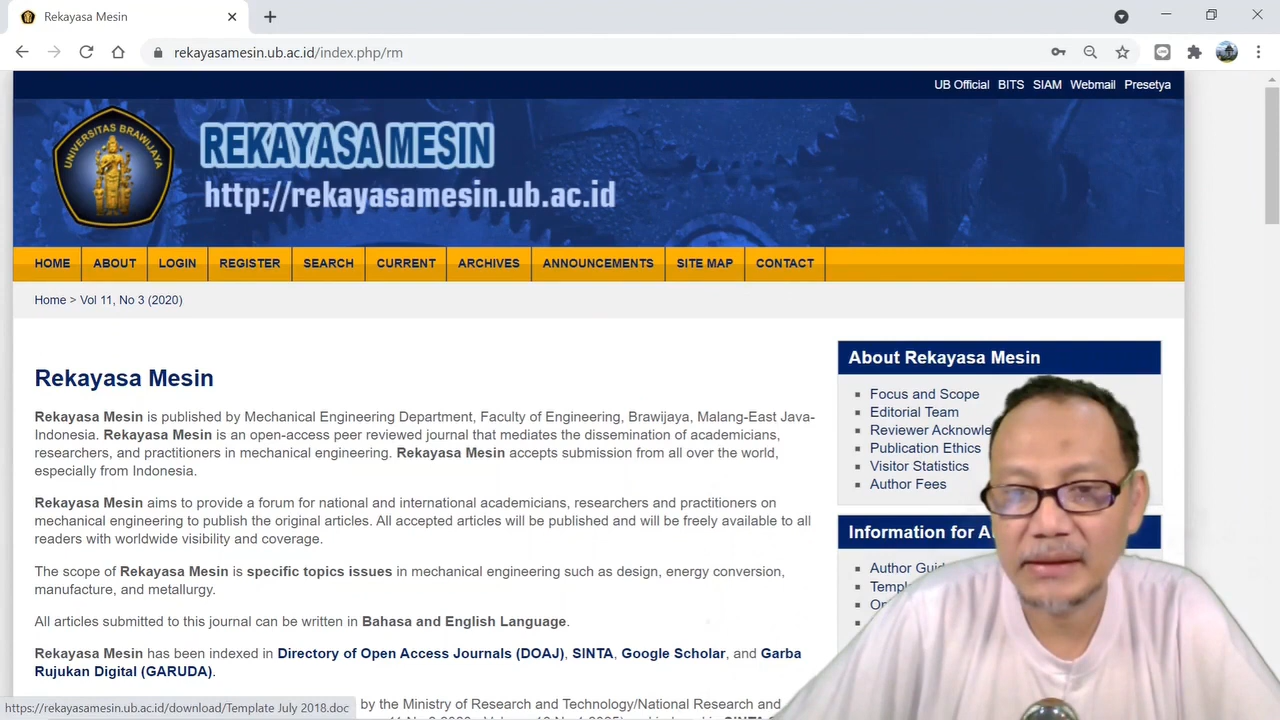 Rekayasa Mesin
rekayasamesin.ub.ac.id/index.php/rm
UB Official BITS SIAM Webmail Presetya
UNIVERSITAS BRAWIJAYA
REKAYASA MESIN
http://rekayasamesin.ub.ac.id
HOME ABOUT LOGIN REGISTER SEARCH CURRENT ARCHIVES ANNOUNCEMENTS SITE MAP CONTACT
Home > Vol 11, No 3 (2020)
Rekayasa Mesin
Rekayasa Mesin is published by Mechanical Engineering Department, Faculty of Engineering, Brawijaya, Malang-East Java-
Indonesia. Rekayasa Mesin is an open-access peer reviewed journal that mediates the dissemination of academicians,
researchers, and practitioners in mechanical engineering. Rekayasa Mesin accepts submission from all over the world,
especially from Indonesia.
Rekayasa Mesin aims to provide a forum for national and international academicians, researchers and practitioners on
mechanical engineering to publish the original articles. All accepted articles will be published and will be freely available to all
readers with worldwide visibility and coverage.
The scope of Rekayasa Mesin is specific topics issues in mechanical engineering such as design, energy conversion,
manufacture, and metallurgy.
All articles submitted to this journal can be written in Bahasa and English Language.
Rekayasa Mesin has been indexed in Directory of Open Access Journals (DOAJ), SINTA, Google Scholar, and Garba
Rujukan Digital (GARUDA).
by the Ministry of Research and Technology/National Research and
About Rekayasa Mesin
Focus and Scope
Editorial Team
Reviewer Acknowle
Publication Ethics
Visitor Statistics
Author Fees
Information for A
Author Guid
Templ
https://rekayasamesin.ub.ac.id/download/Template July 2018.doc